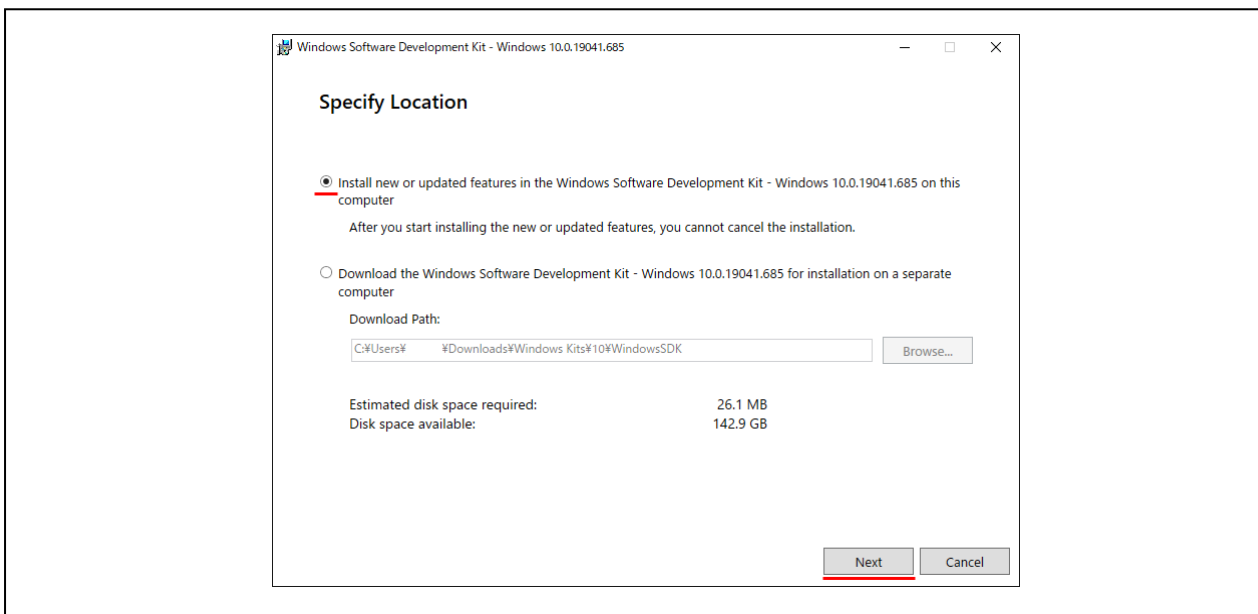 Windows Software Development Kit - Windows 10.0.19041.685
Specify Location
Install new or updated features in the Windows Software Development Kit - Windows 10.0.19041.685 on this
computer
After you start installing the new or updated features, you cannot cancel the installation.
Download the Windows Software Development Kit - Windows 10.0.19041.685 for installation on a separate
computer
Download Path:
C:¥Users¥ ¥Downloads¥Windows Kits¥10¥WindowsSDK
Browse...
Estimated disk space required: 26.1 MB
Disk space available: 142.9 GB
Next Cancel